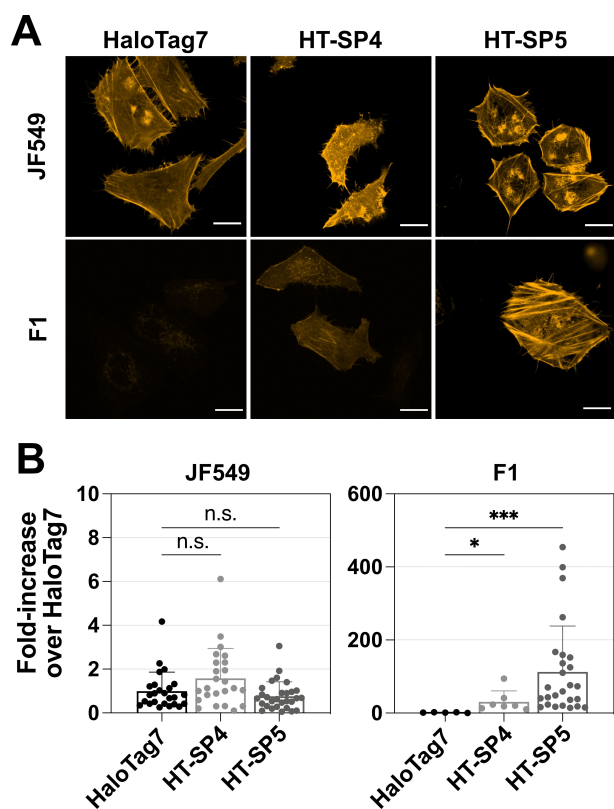 A
HaloTag7
HT-SP4
HT-SP5
JF549
F1
B
JF549
F1
Fold-increase
over HaloTag7
10
8
6
4
2
0
n.s.
n.s.
HaloTag7
HT-SP4
HT-SP5
600
400
200
0
***
*
HaloTag7
HT-SP4
HT-SP5